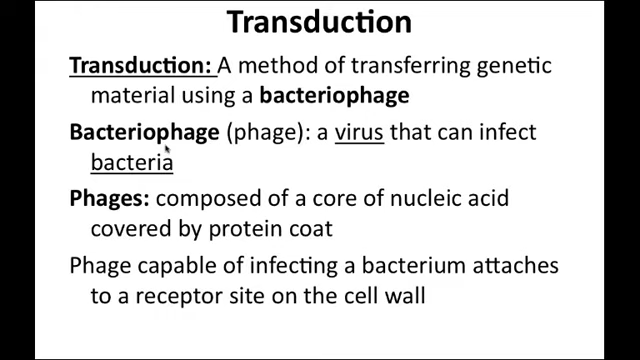 Transduction
Transduction: A method of transferring genetic
material using a bacteriophage
Bacteriophage (phage): a virus that can infect
bacteria
Phages: composed of a core of nucleic acid
covered by protein coat
Phage capable of infecting a bacterium attaches
to a receptor site on the cell wall